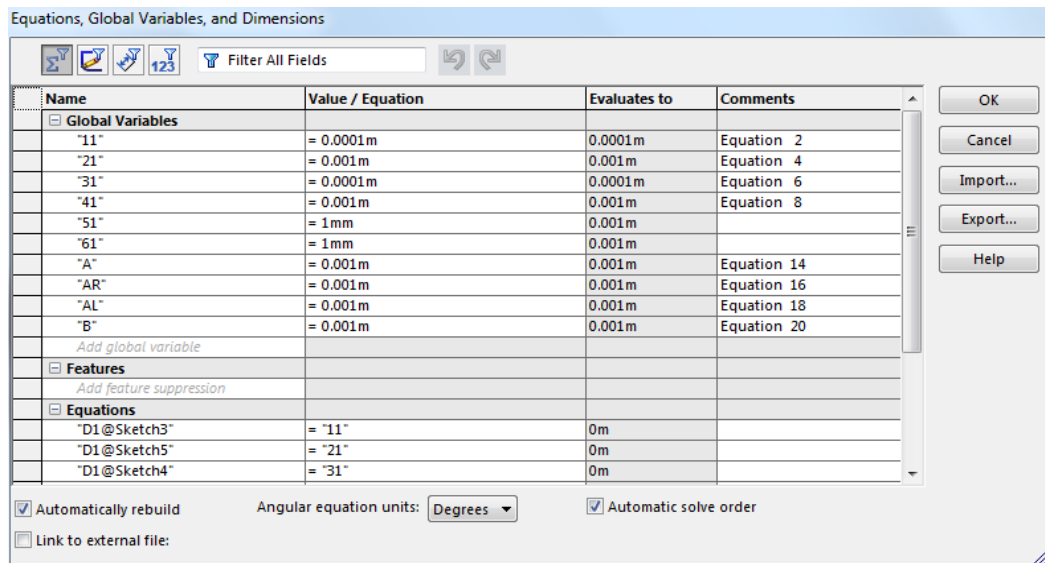 Equations, Global Variables, and Dimensions
Filter All Fields
Name Value / Equation Evaluates to Comments
Global Variables
"11" = 0.0001m 0.0001m Equation 2
"21" = 0.001m 0.001m Equation 4
"31" = 0.0001m 0.0001m Equation 6
"41" = 0.001m 0.001m Equation 8
"51" = 1mm 0.001m
"61" = 1mm 0.001m
"A" = 0.001m 0.001m Equation 14
"AR" = 0.001m 0.001m Equation 16
"AL" = 0.001m 0.001m Equation 18
"B" = 0.001m 0.001m Equation 20
Add global variable
Features
Add feature suppression
Equations
"D1@Sketch3" = "11" 0m
"D1@Sketch5" = "21" 0m
"D1@Sketch4" = "31" 0m
OK
Cancel
Import...
Export...
Help
Automatically rebuild Angular equation units: Degrees Automatic solve order
Link to external file: